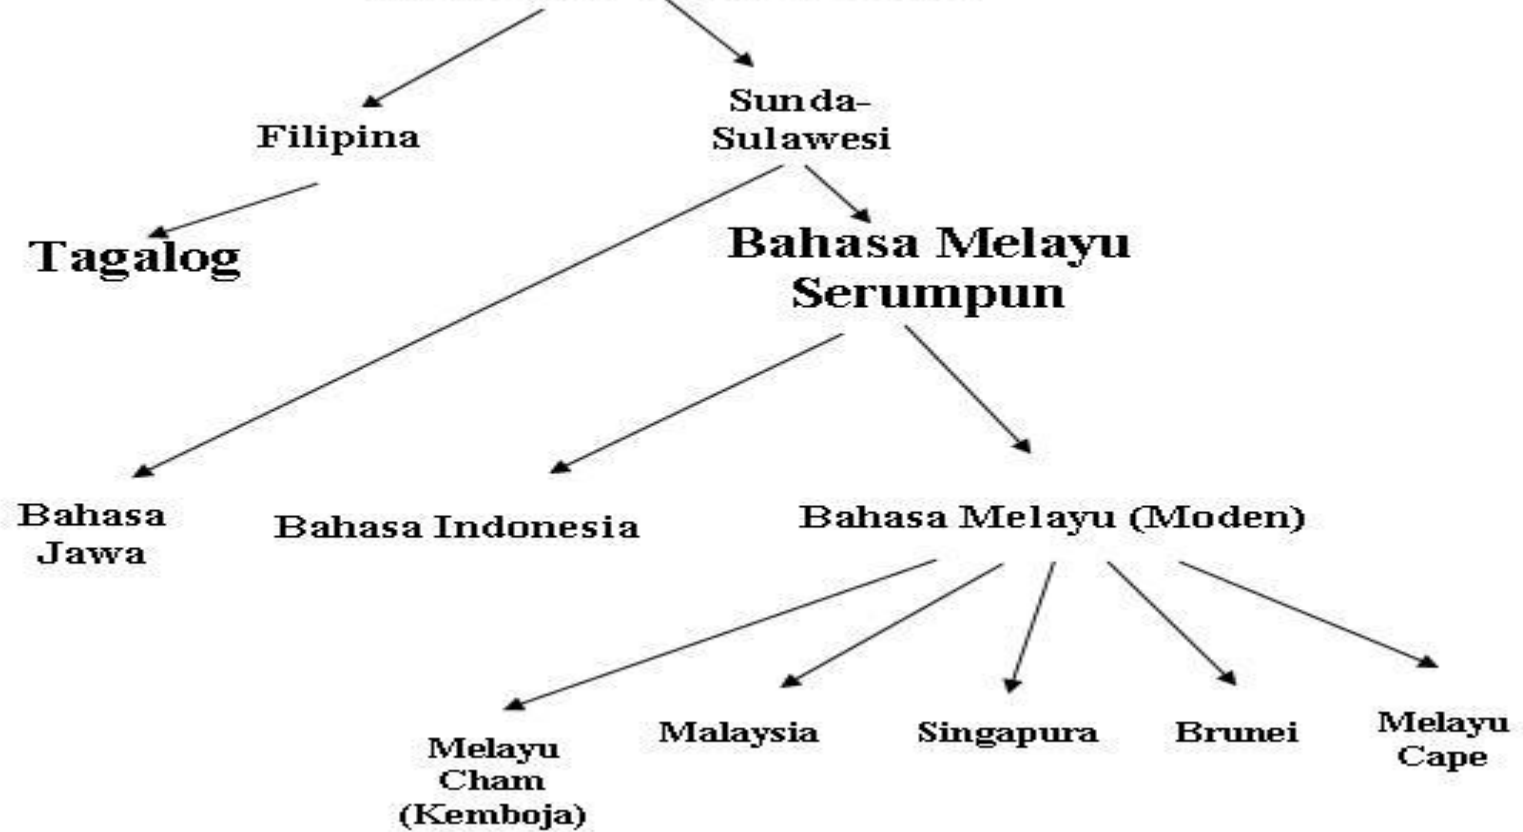 Filipina
Sunda-
Sulawesi
Tagalog
Bahasa Melayu
Serumpun
Bahasa
Jawa
Bahasa Indonesia
Bahasa Melayu (Moden)
Melayu
Cham
(Kemboja)
Malaysia
Singapura
Brunei
Melayu
Cape